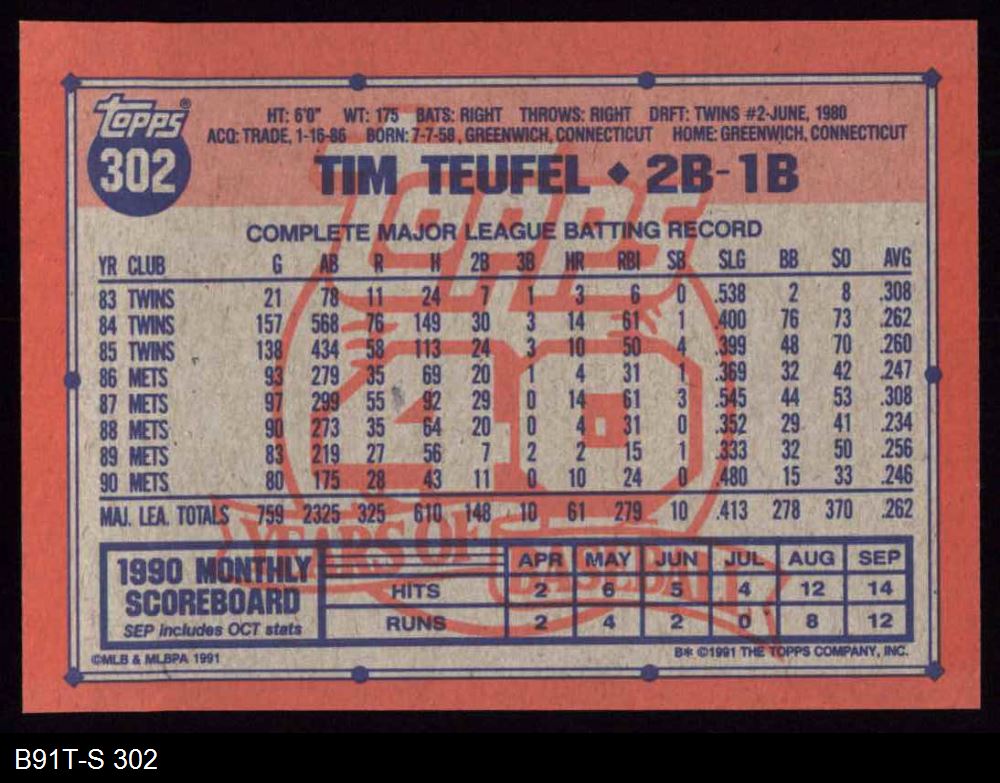 TOPPS®
302
HT: 6'0" WT: 175 BATS: RIGHT THROWS: RIGHT DRFT: TWINS #2-JUNE, 1980
ACQ: TRADE, 1-16-86 BORN: 7-7-58, GREENWICH, CONNECTICUT HOME: GREENWICH, CONNECTICUT
TIM TEUFEL ♦ 2B-1B
TOPPS
40
YEARS OF
BASEBALL
COMPLETE MAJOR LEAGUE BATTING RECORD
YR CLUB G AB R H 2B 3B HR RBI SB SLG BB SO AVG
83 TWINS 21 78 11 24 7 1 3 6 0 .538 2 8 .308
84 TWINS 157 568 76 149 30 3 14 61 1 .400 76 73 .262
85 TWINS 138 434 58 113 24 3 10 50 4 .399 48 70 .260
86 METS 93 279 35 69 20 1 4 31 1 .369 32 42 .247
87 METS 97 299 55 92 29 0 14 61 3 .545 44 53 .308
88 METS 90 273 35 64 20 0 4 31 0 .352 29 41 .234
89 METS 83 219 27 56 7 2 2 15 1 .333 32 50 .256
90 METS 80 175 28 43 11 0 10 24 0 .480 15 33 .246
MAJ. LEA. TOTALS 759 2325 325 610 148 10 61 279 10 .413 278 370 .262
1990 MONTHLY
SCOREBOARD
SEP includes OCT stats
APR MAY JUN JUL AUG SEP
HITS 2 6 5 4 12 14
RUNS 2 4 2 0 8 12
©MLB & MLBPA 1991
B* ©1991 THE TOPPS COMPANY, INC.
B91T-S 302